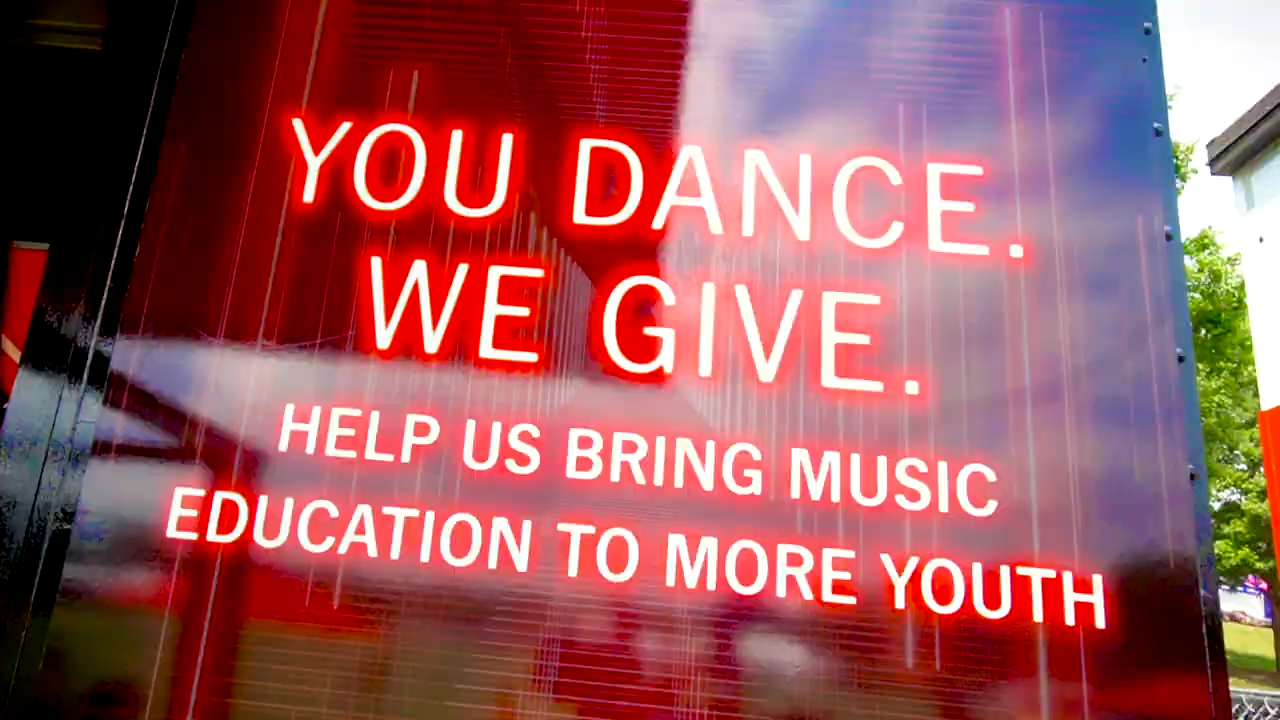 YOU DANCE.
WE GIVE.
HELP US BRING MUSIC
EDUCATION TO MORE YOUTH